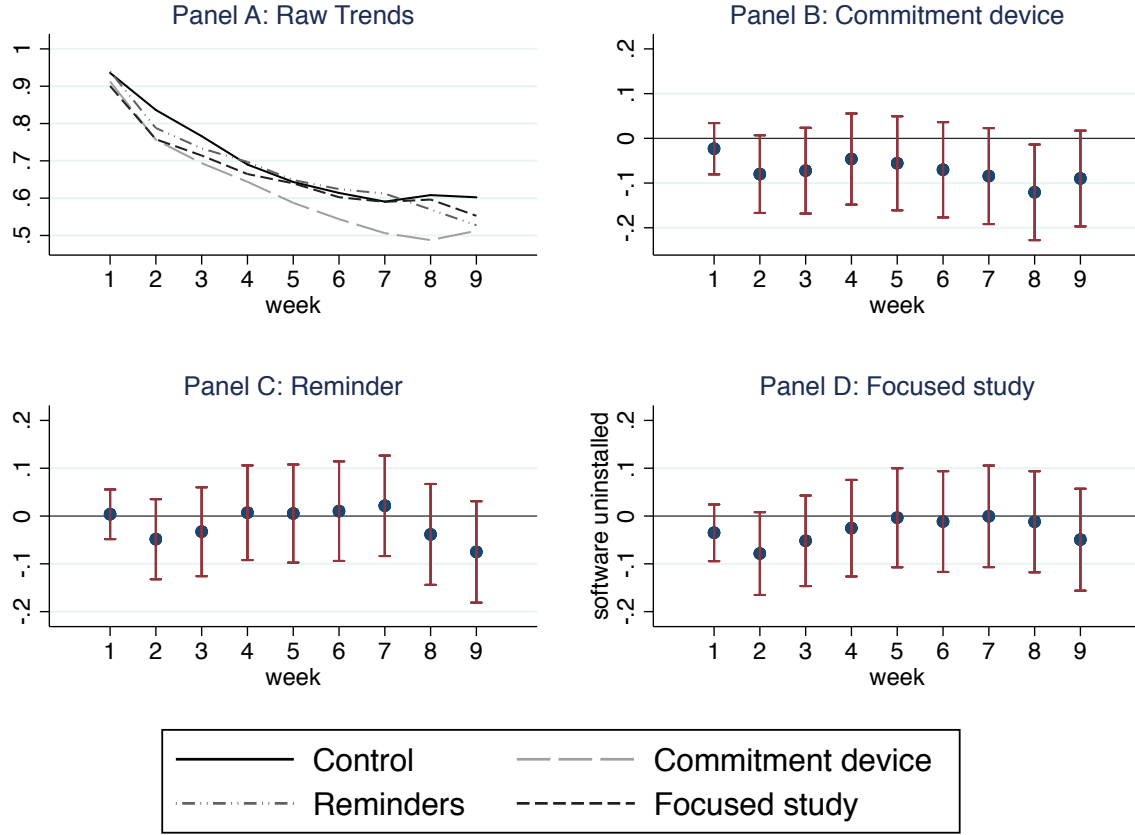 Panel A: Raw Trends
1
.9
.8
.7
.6
.5
1 2 3 4 5 6 7 8 9
week
Panel B: Commitment device
.2
.1
0
-.1
-.2
1 2 3 4 5 6 7 8 9
week
Panel C: Reminder
.2
.1
0
-.1
-.2
1 2 3 4 5 6 7 8 9
week
Panel D: Focused study
software uninstalled
.2
.1
0
-.1
-.2
1 2 3 4 5 6 7 8 9
week
Control
Commitment device
Reminders
Focused study